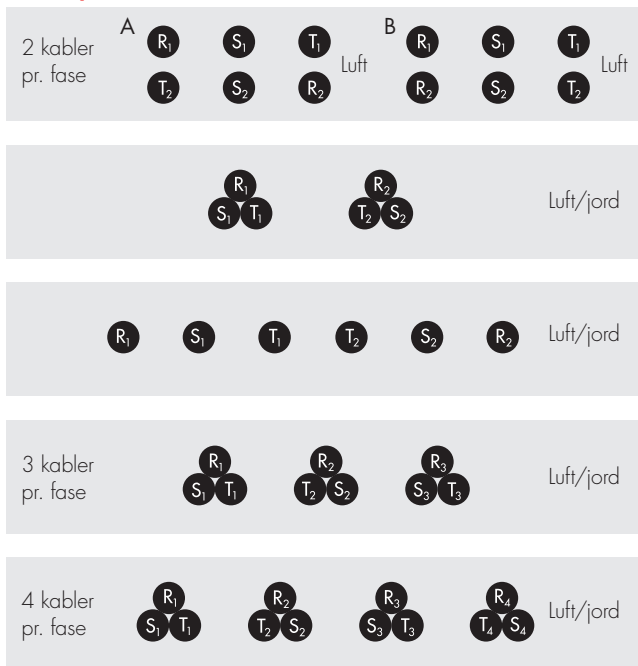 A B
2 kabler R₁ S₁ T₁ Luft R₁ S₁ T₁ Luft
pr. fase T₂ S₂ R₂ R₂ S₂ T₂
R₁ R₂
S₁ T₁ T₂ S₂ Luft/jord
R₁ S₁ T₁ T₂ S₂ R₂ Luft/jord
3 kabler R₁ R₂ R₃
pr. fase S₁ T₁ T₂ S₂ S₃ T₃ Luft/jord
4 kabler R₁ R₂ R₃ R₄
pr. fase S₁ T₁ T₂ S₂ S₃ T₃ T₄ S₄ Luft/jord